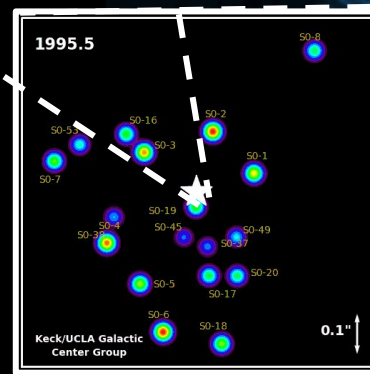 1995.5
S0-8
S0-16
S0-2
S0-53
S0-3
S0-1
S0-7
S0-19
S0-4
S0-45
S0-49
S0-38
S0-37
S0-20
S0-5
S0-17
S0-6
S0-18
0.1"
Keck/UCLA Galactic
Center Group